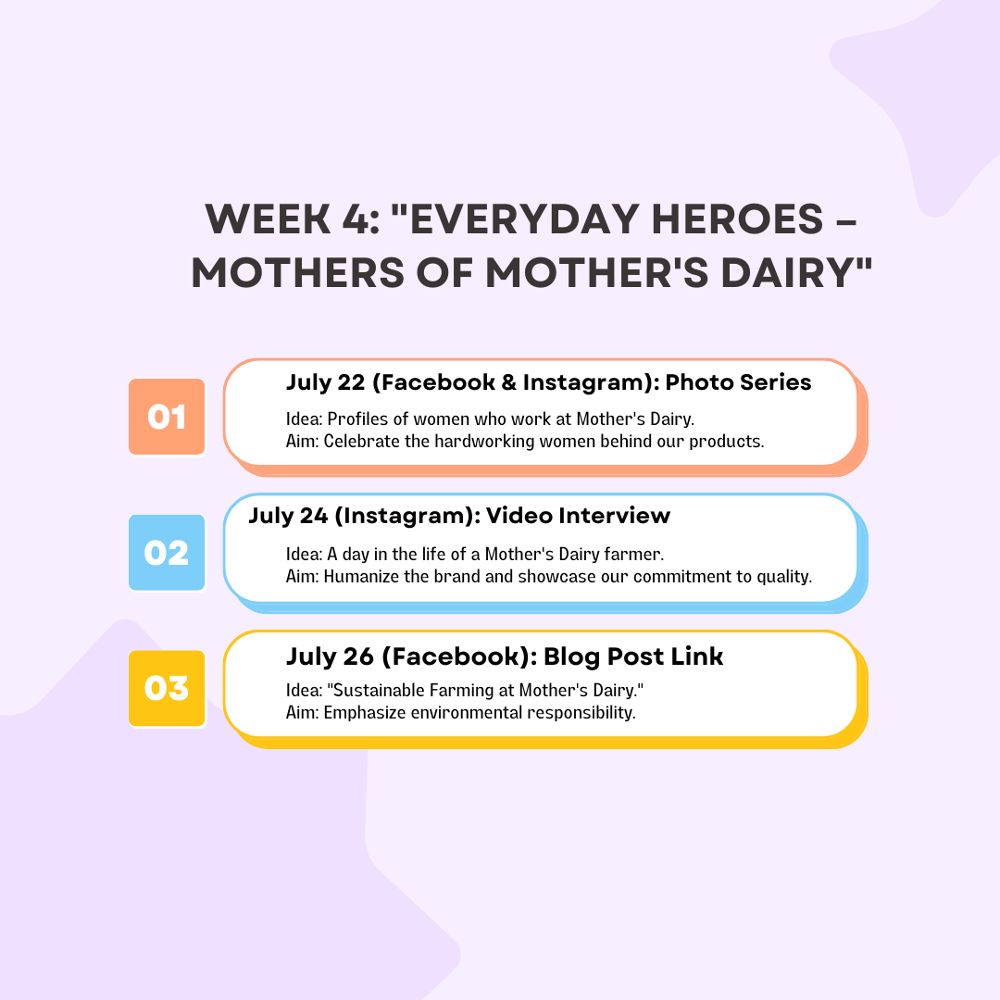 WEEK 4: "EVERYDAY HEROES –
MOTHERS OF MOTHER'S DAIRY"
01
July 22 (Facebook & Instagram): Photo Series
Idea: Profiles of women who work at Mother's Dairy.
Aim: Celebrate the hardworking women behind our products.
02
July 24 (Instagram): Video Interview
Idea: A day in the life of a Mother's Dairy farmer.
Aim: Humanize the brand and showcase our commitment to quality.
03
July 26 (Facebook): Blog Post Link
Idea: "Sustainable Farming at Mother's Dairy."
Aim: Emphasize environmental responsibility.